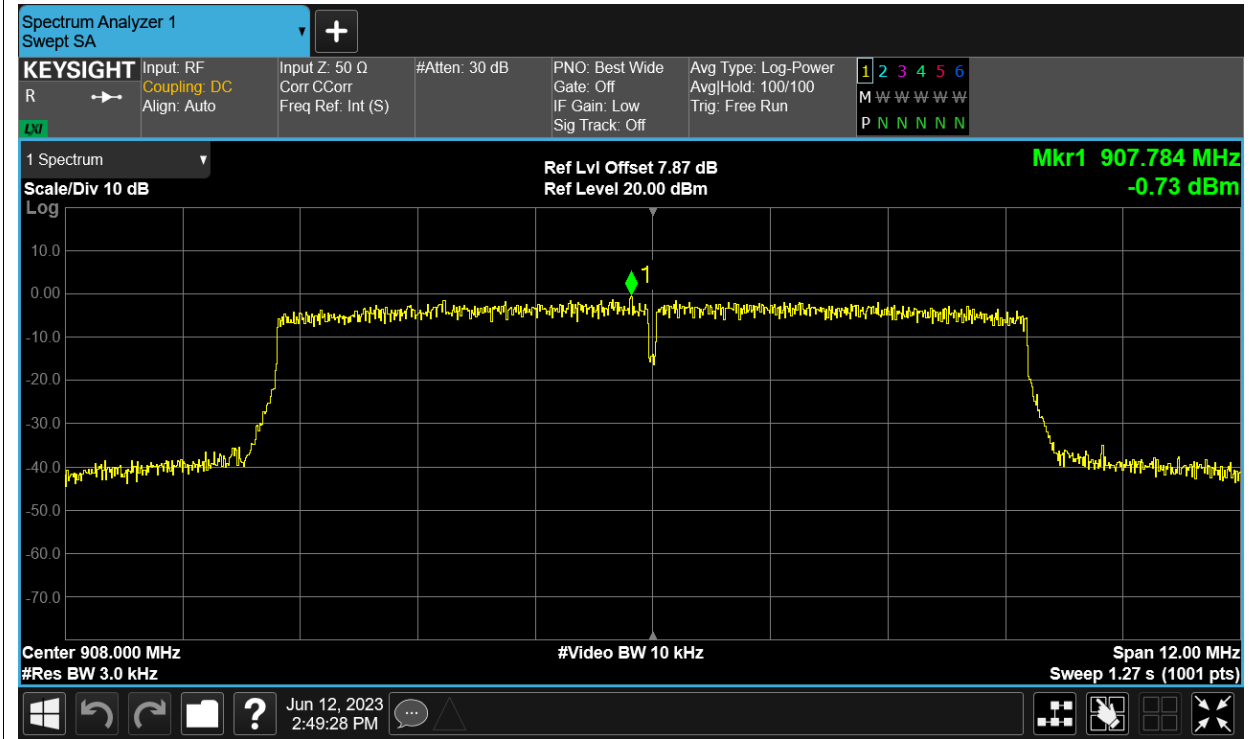 Spectrum Analyzer 1
Swept SA
+
KEYSIGHT Input: RF Input Z: 50 Ω #Atten: 30 dB PNO: Best Wide Avg Type: Log-Power 1 2 3 4 5 6
R Coupling: DC Corr CCorr Gate: Off Avg|Hold: 100/100 M W W W W W
Align: Auto Freq Ref: Int (S) IF Gain: Low Trig: Free Run
LXI Sig Track: Off P N N N N N
1 Spectrum Ref Lvl Offset 7.87 dB Mkr1 907.784 MHz
Scale/Div 10 dB Ref Level 20.00 dBm -0.73 dBm
Log
10.0
1
0.00
-10.0
-20.0
-30.0
-40.0
-50.0
-60.0
-70.0
Center 908.000 MHz #Video BW 10 kHz Span 12.00 MHz
#Res BW 3.0 kHz Sweep 1.27 s (1001 pts)
? Jun 12, 2023
2:49:28 PM